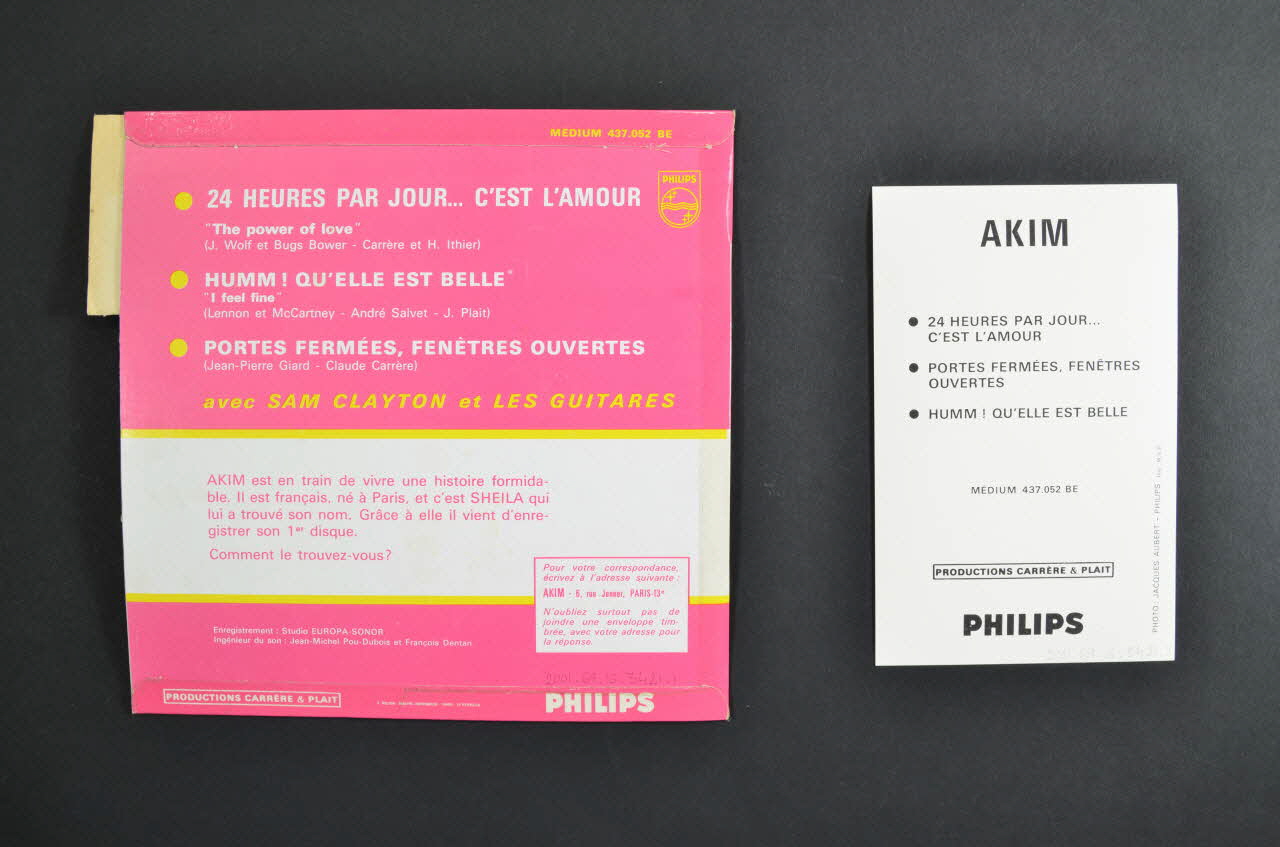 MEDIUM 437.052 BE
PHILIPS
24 HEURES PAR JOUR... C'EST L'AMOUR
"The power of love"
(J. Wolf et Bugs Bower - Carrère et H. Ithier)
HUMM ! QU'ELLE EST BELLE"
"I feel fine"
(Lennon et McCartney - André Salvet - J. Plait)
PORTES FERMÉES, FENÊTRES OUVERTES
(Jean-Pierre Giard - Claude Carrère)
avec SAM CLAYTON et LES GUITARES
AKIM est en train de vivre une histoire formida-
ble. Il est français, né à Paris, et c'est SHEILA qui
lui a trouvé son nom. Grâce à elle il vient d'enre-
gistrer son 1er disque.
Comment le trouvez-vous?
Pour votre correspondance,
écrivez à l'adresse suivante :
AKIM - 6, rue Jenner, PARIS-13e
N'oubliez surtout pas de
joindre une enveloppe tim-
brée, avec votre adresse pour
la réponse.
Enregistrement : Studio EUROPA-SONOR
Ingénieur du son : Jean-Michel Pou-Dubois et François Dentan
PRODUCTIONS CARRÈRE & PLAIT
PHILIPS
AKIM
24 HEURES PAR JOUR...
C'EST L'AMOUR
PORTES FERMÉES, FENÊTRES
OUVERTES
HUMM ! QU'ELLE EST BELLE
MEDIUM 437.052 BE
PRODUCTIONS CARRÈRE & PLAIT
PHILIPS
PHOTO : JACQUES AUBERT - PHILIPS